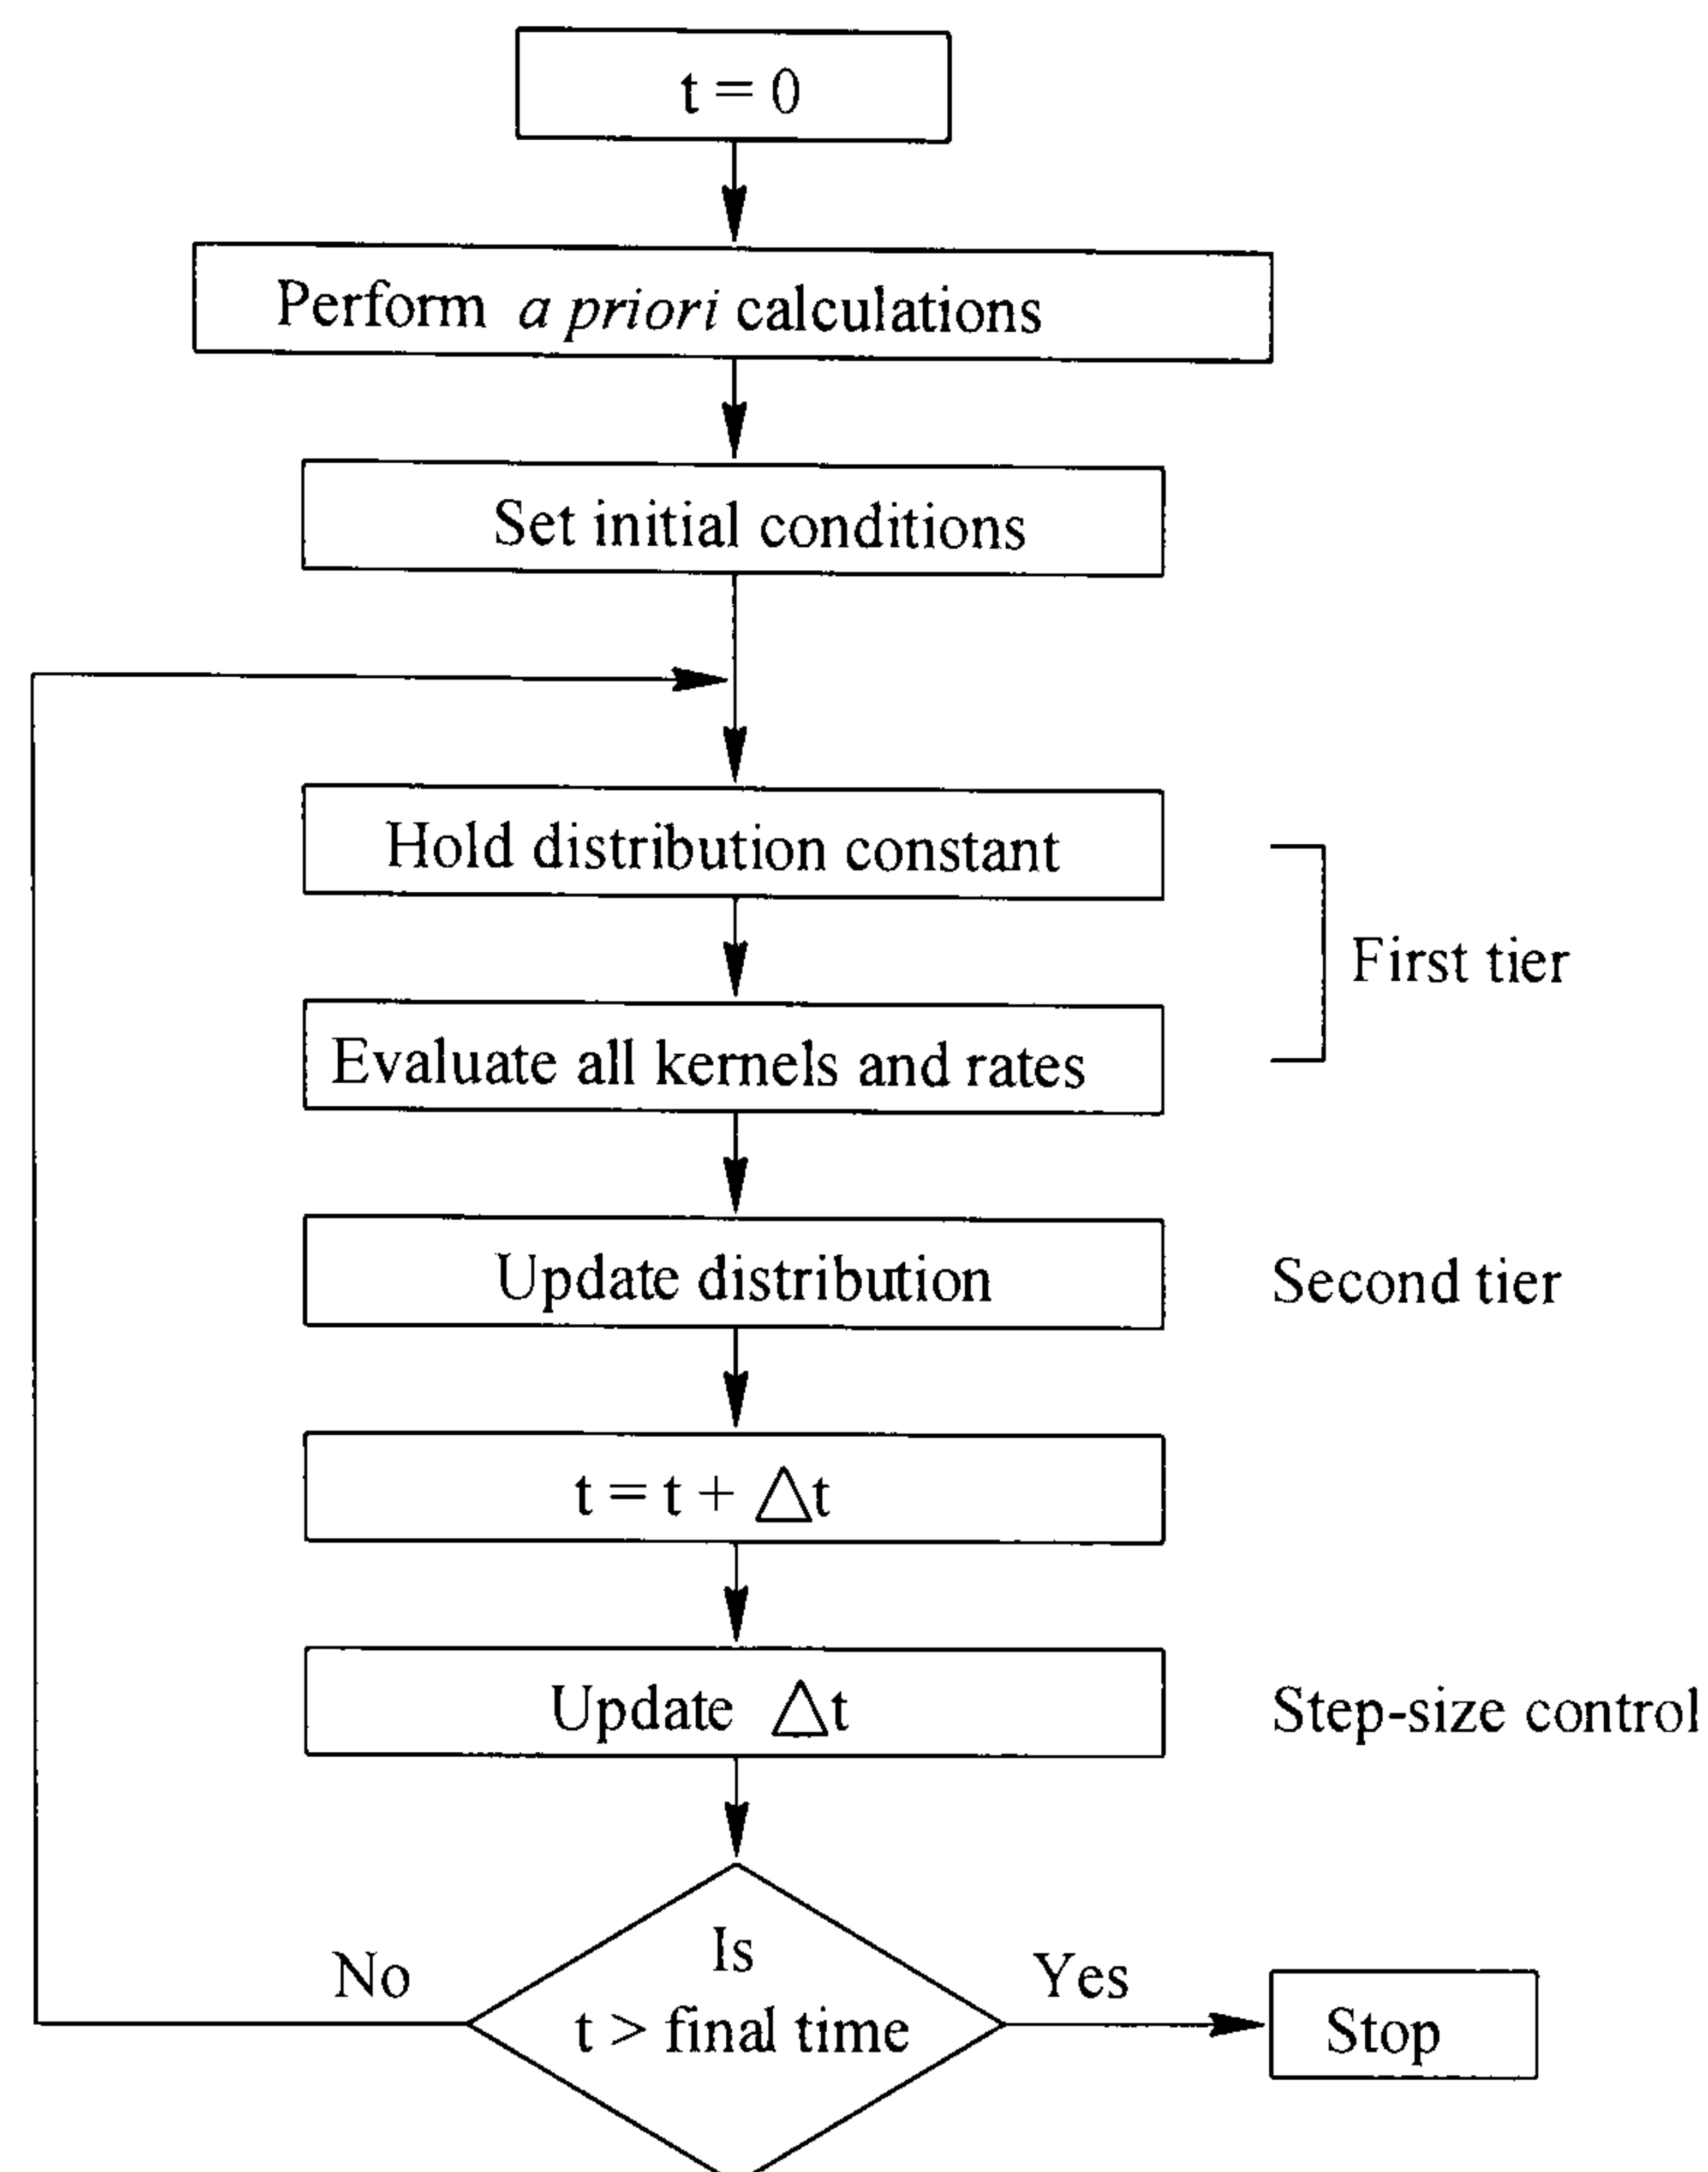 t = 0
Perform a priori calculations
Set initial conditions
Hold distribution constant
First tier
Evaluate all kernels and rates
Update distribution
Second tier
t = t + △t
Update △t
Step-size control
Is
t > final time
No
Yes
Stop